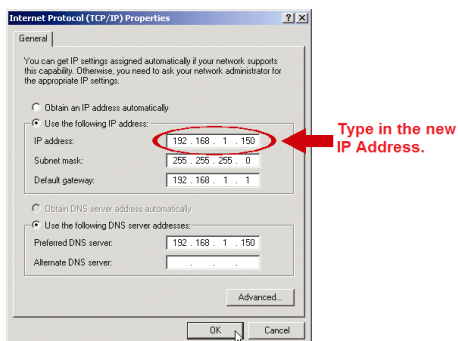 Internet Protocol (TCP/IP) Properties
General
You can get IP settings assigned automatically if your network supports
this capability. Otherwise, you need to ask your network administrator for
the appropriate IP settings.
Obtain an IP address automatically
Use the following IP address:
IP address: 192 . 168 . 1 . 150
Subnet mask: 255 . 255 . 255 . 0
Default gateway: 192 . 168 . 1 . 1
Type in the new
IP Address.
Obtain DNS server address automatically
Use the following DNS server addresses:
Preferred DNS server: 192 . 168 . 1 . 150
Alternate DNS server: . . .
Advanced...
OK Cancel